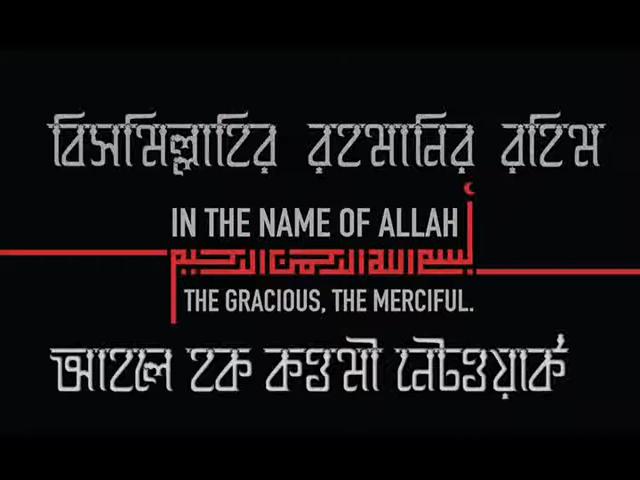 বিসমিল্লাহির রহমানির রহিম
IN THE NAME OF ALLAH
بسم الله الرحمن الرحيم
THE GRACIOUS, THE MERCIFUL.
আহলে হক কওমী নেটওয়ার্ক